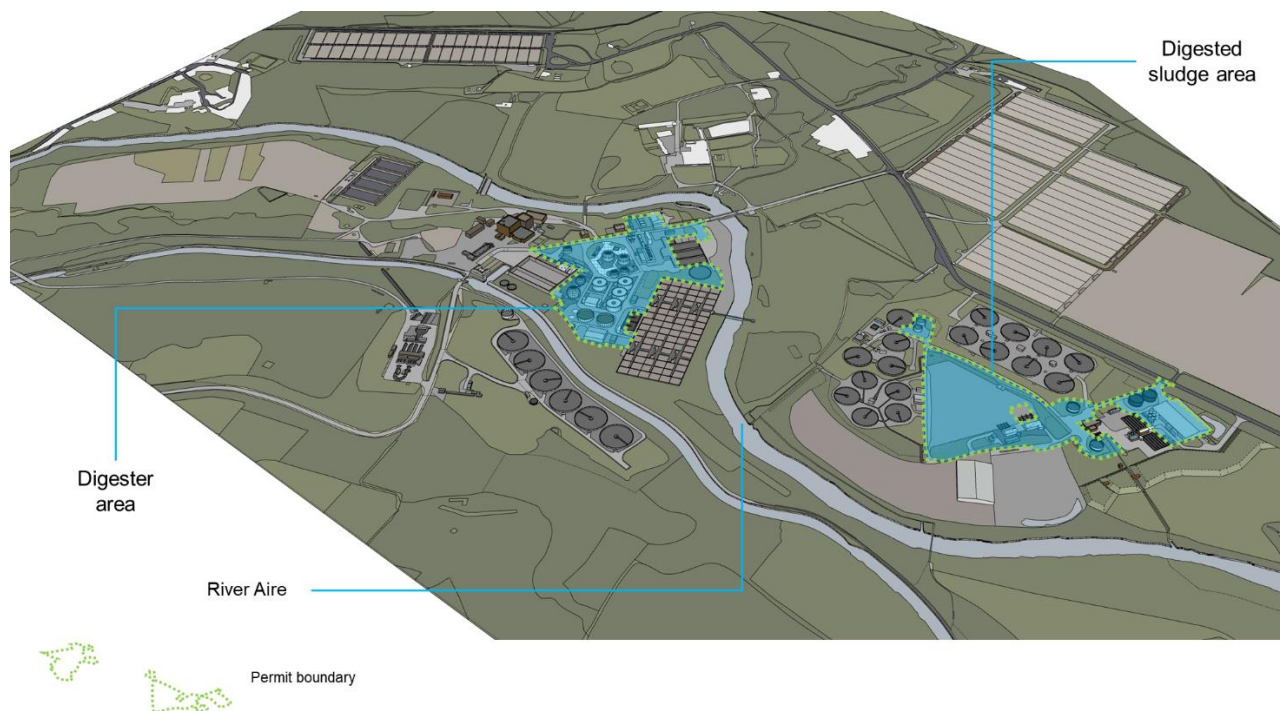 Digested
sludge area
Digester
area
River Aire
Permit boundary